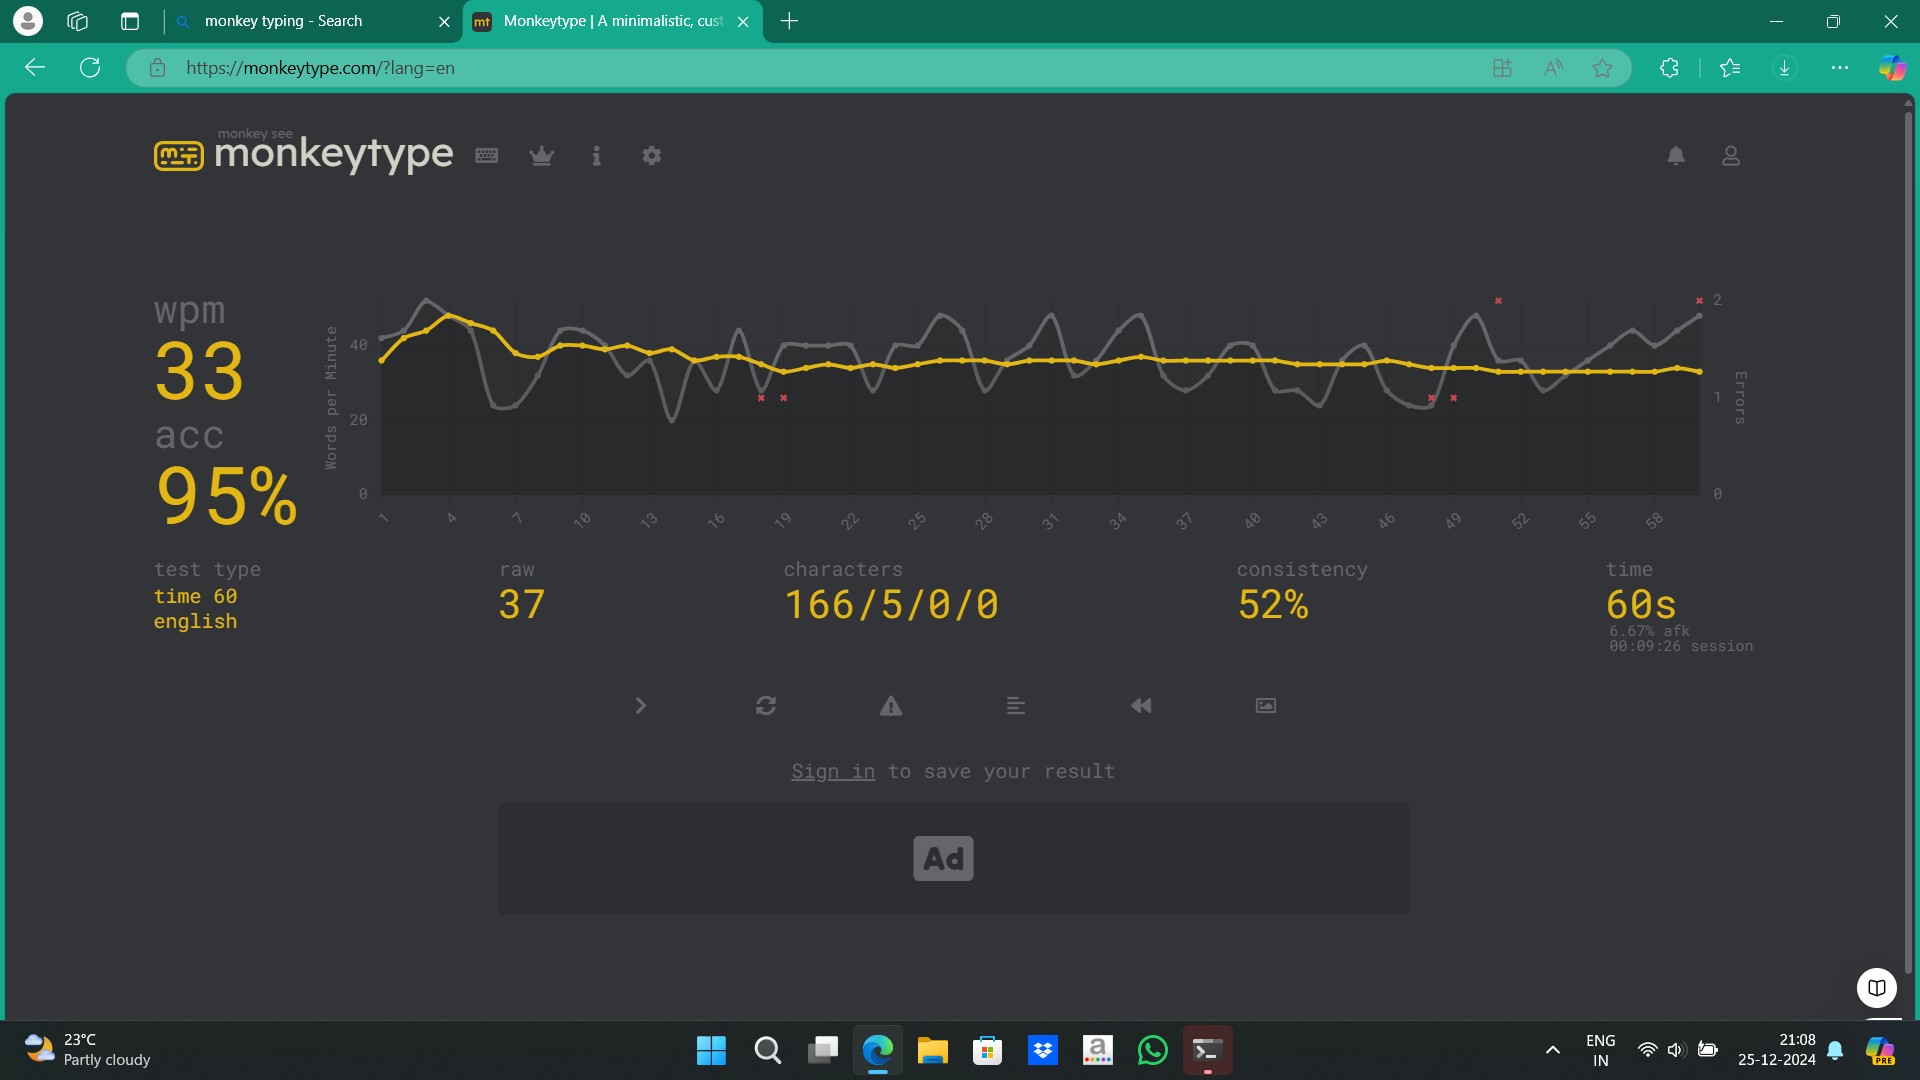 monkey typing - Search
mt
Monkeytype | A minimalistic, cust
https://monkeytype.com/?lang=en
monkey see
monkeytype
wpm
33
acc
95%
Words per Minute
40
20
0
2
1
0
Errors
1 4 7 10 13 16 19 22 25 28 31 34 37 40 43 46 49 52 55 58
test type
time 60
english
raw
37
characters
166/5/0/0
consistency
52%
time
60s
6.67% afk
00:09:26 session
Sign in to save your result
Ad
23°C
Partly cloudy
a
ENG
IN
21:08
25-12-2024
PRE